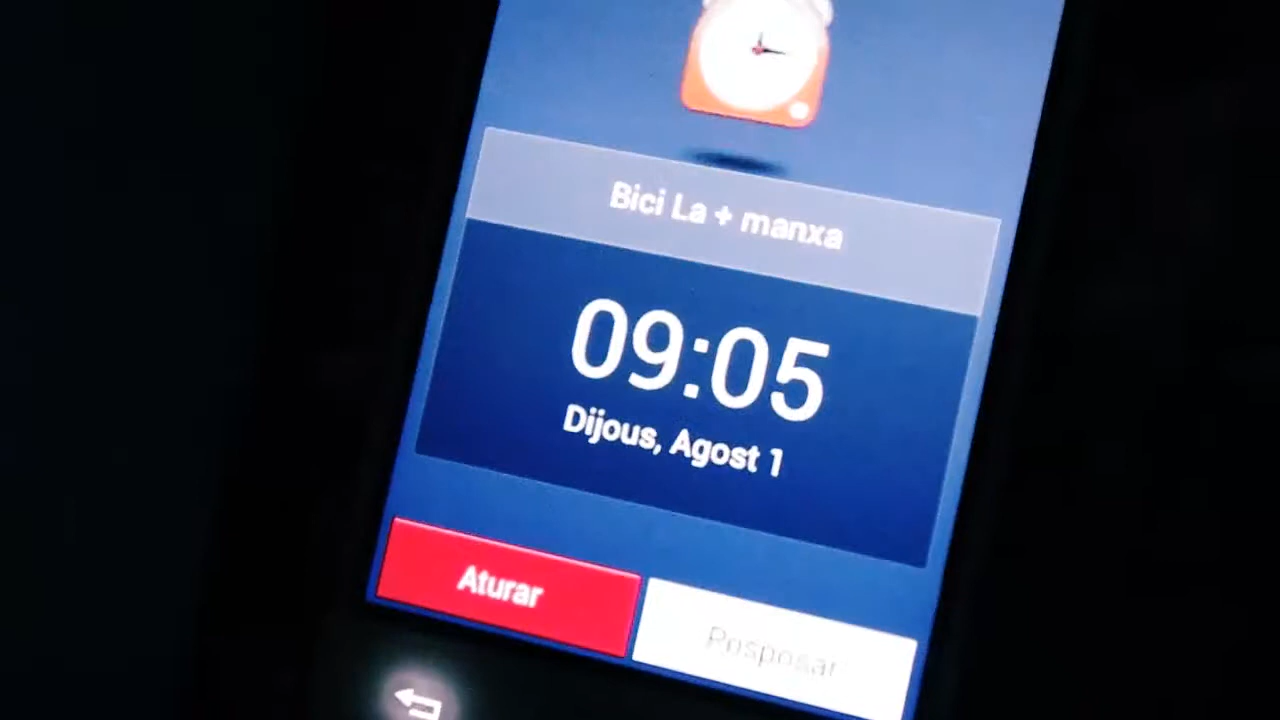 Bici La + manxa
09:05
Dijous, Agost 1
Aturar
Posposar